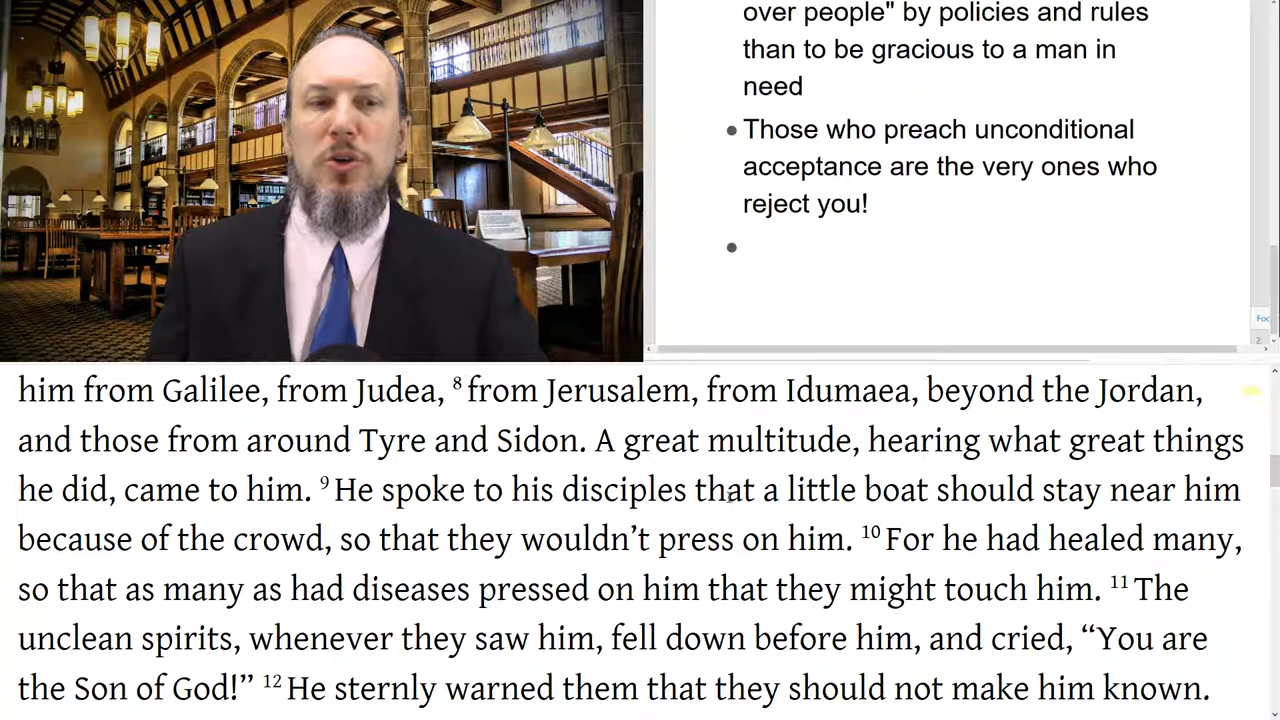 over people" by policies and rules
than to be gracious to a man in
need
Those who preach unconditional
acceptance are the very ones who
reject you!
Foc
2
him from Galilee, from Judea, 8 from Jerusalem, from Idumaea, beyond the Jordan,
and those from around Tyre and Sidon. A great multitude, hearing what great things
he did, came to him. 9 He spoke to his disciples that a little boat should stay near him
because of the crowd, so that they wouldn’t press on him. 10 For he had healed many,
so that as many as had diseases pressed on him that they might touch him. 11 The
unclean spirits, whenever they saw him, fell down before him, and cried, “You are
the Son of God!” 12 He sternly warned them that they should not make him known.